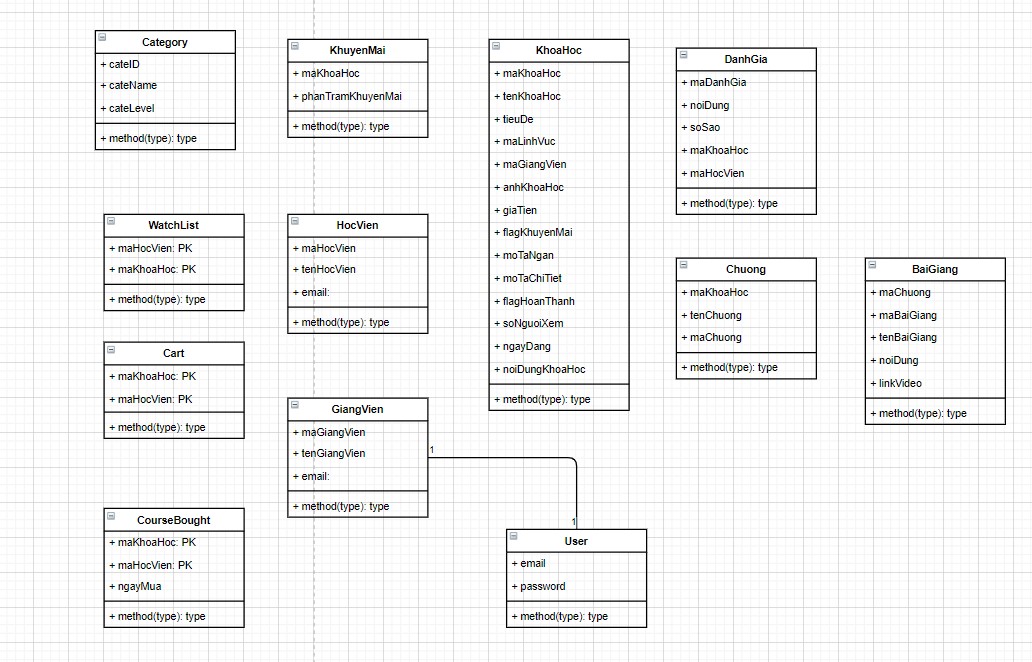 Category
+ cateID
+ cateName
+ cateLevel
+ method(type): type
KhuyenMai
+ maKhoaHoc
+ phanTramKhuyenMai
+ method(type): type
KhoaHoc
+ maKhoaHoc
+ tenKhoaHoc
+ tieuDe
+ maLinhVuc
+ maGiangVien
+ anhKhoaHoc
+ giaTien
+ flagKhuyenMai
+ moTaNgan
+ moTaChiTiet
+ flagHoanThanh
+ soNguoiXem
+ ngayDang
+ noiDungKhoaHoc
+ method(type): type
DanhGia
+ maDanhGia
+ noiDung
+ soSao
+ maKhoaHoc
+ maHocVien
+ method(type): type
WatchList
+ maHocVien: PK
+ maKhoaHoc: PK
+ method(type): type
HocVien
+ maHocVien
+ tenHocVien
+ email:
+ method(type): type
Chuong
+ maKhoaHoc
+ tenChuong
+ maChuong
+ method(type): type
BaiGiang
+ maChuong
+ maBaiGiang
+ tenBaiGiang
+ noiDung
+ linkVideo
+ method(type): type
Cart
+ maKhoaHoc: PK
+ maHocVien: PK
+ method(type): type
GiangVien
+ maGiangVien
+ tenGiangVien
+ email:
+ method(type): type
1
1
CourseBought
+ maKhoaHoc: PK
+ maHocVien: PK
+ ngayMua
+ method(type): type
User
+ email
+ password
+ method(type): type